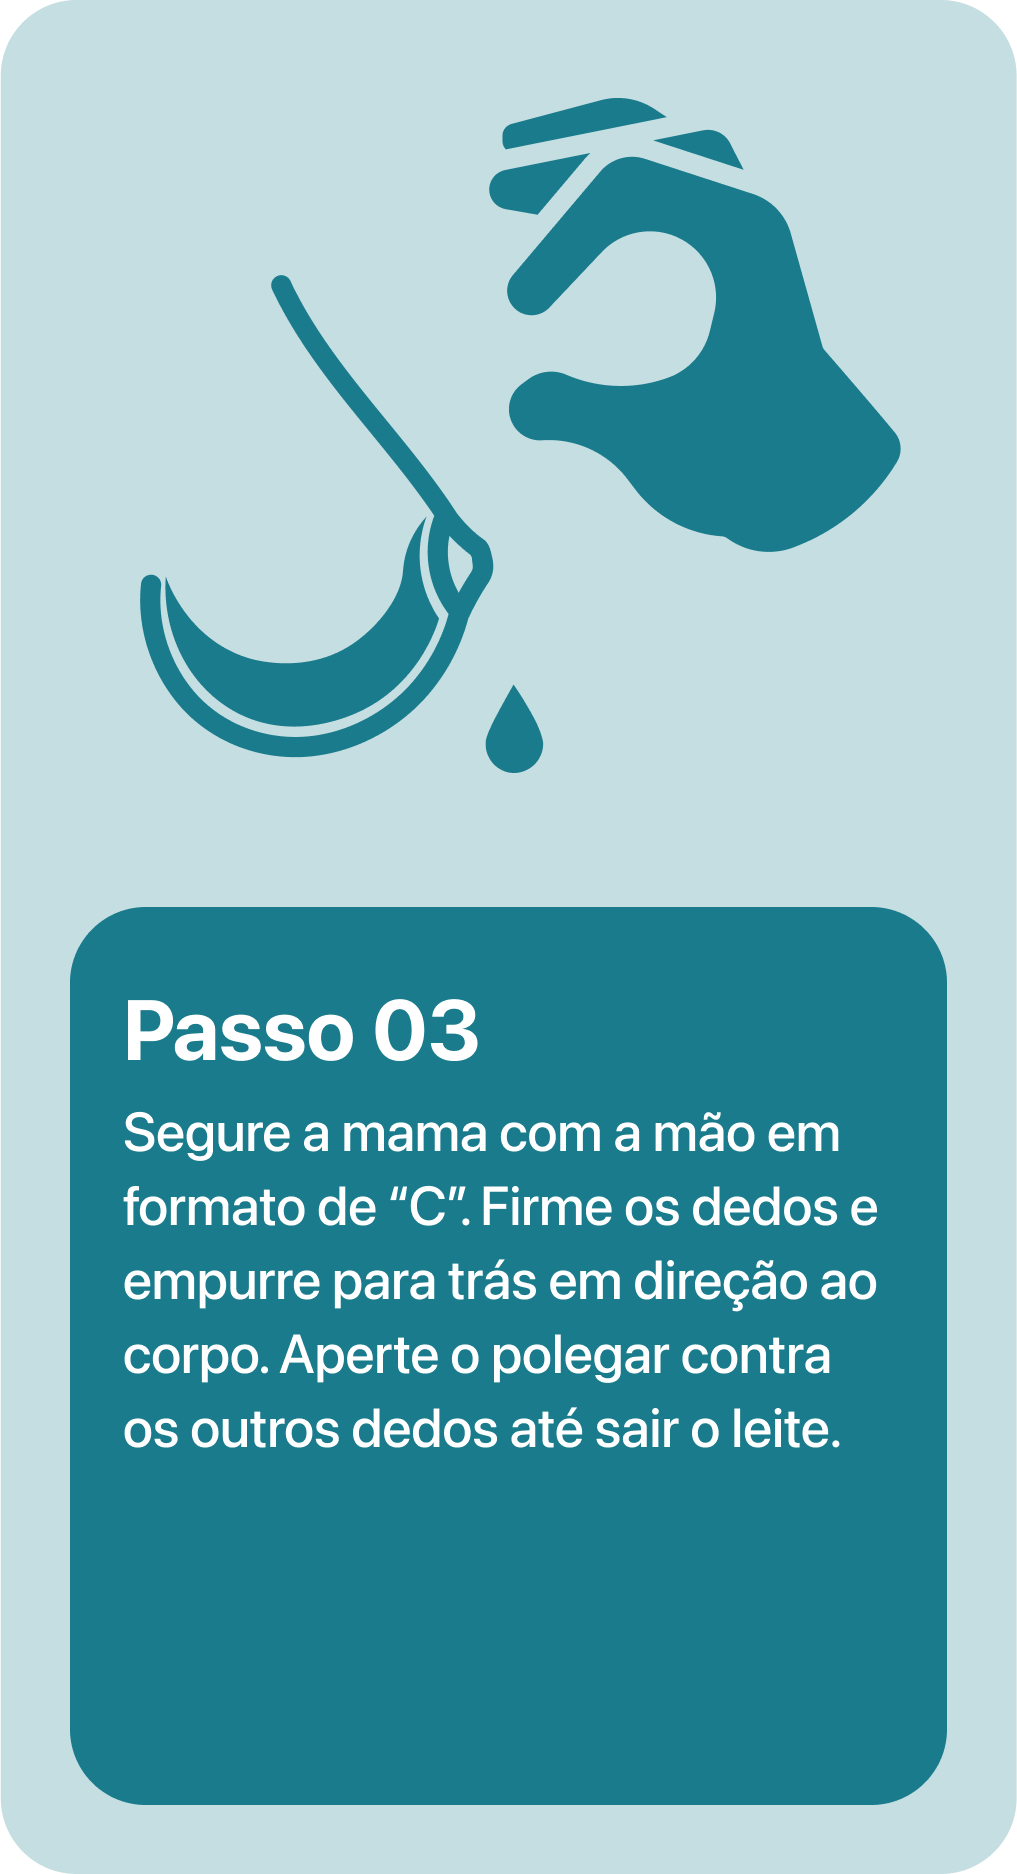 Passo 03
Segure a mama com a mão em
formato de “C”. Firme os dedos e
empurre para trás em direção ao
corpo. Aperte o polegar contra
os outros dedos até sair o leite.